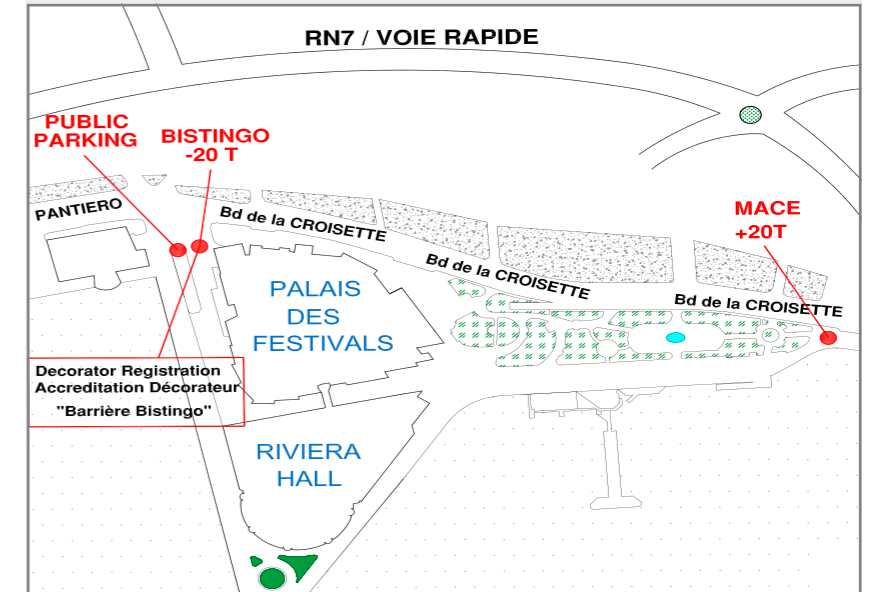 RN7 / VOIE RAPIDE
PUBLIC
PARKING
BISTINGO
-20 T
PANTIERO
Bd de la CROISETTE
MACE
+20T
Bd de la CROISETTE
Bd de la CROISETTE
PALAIS
DES
FESTIVALS
Decorator Registration
Accreditation Décorateur
"Barrière Bistingo"
RIVIERA
HALL